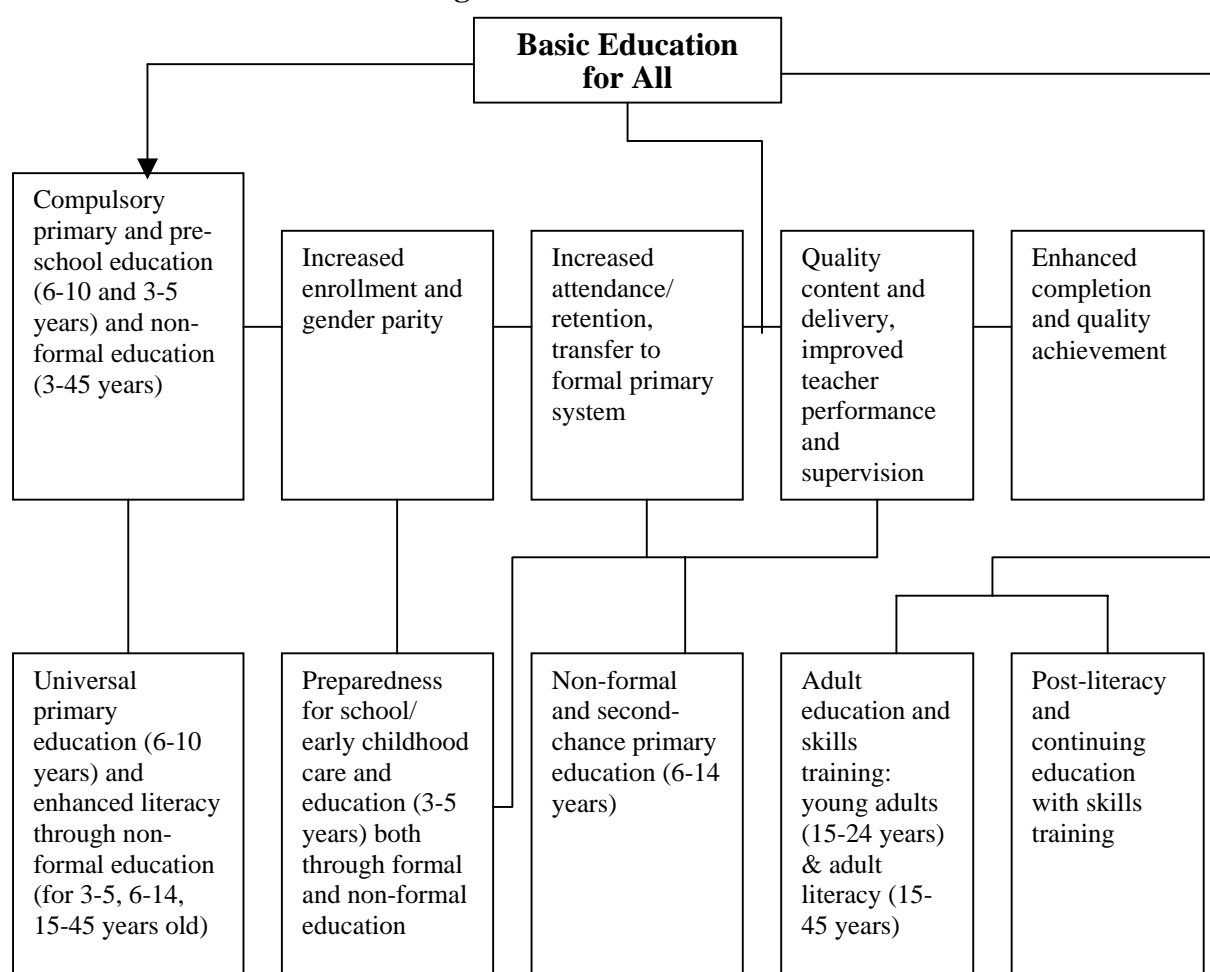 Basic Education
for All
Compulsory
primary and pre-
school education
(6-10 and 3-5
years) and non-
formal education
(3-45 years)
Increased
enrollment and
gender parity
Increased
attendance/
retention,
transfer to
formal primary
system
Quality
content and
delivery,
improved
teacher
performance
and
supervision
Enhanced
completion
and quality
achievement
Universal
primary
education (6-10
years) and
enhanced literacy
through non-
formal education
(for 3-5, 6-14,
15-45 years old)
Preparedness
for school/
early childhood
care and
education (3-5
years) both
through formal
and non-formal
education
Non-formal
and second-
chance primary
education (6-14
years)
Adult
education and
skills
training:
young adults
(15-24 years)
& adult
literacy (15-
45 years)
Post-literacy
and
continuing
education
with skills
training